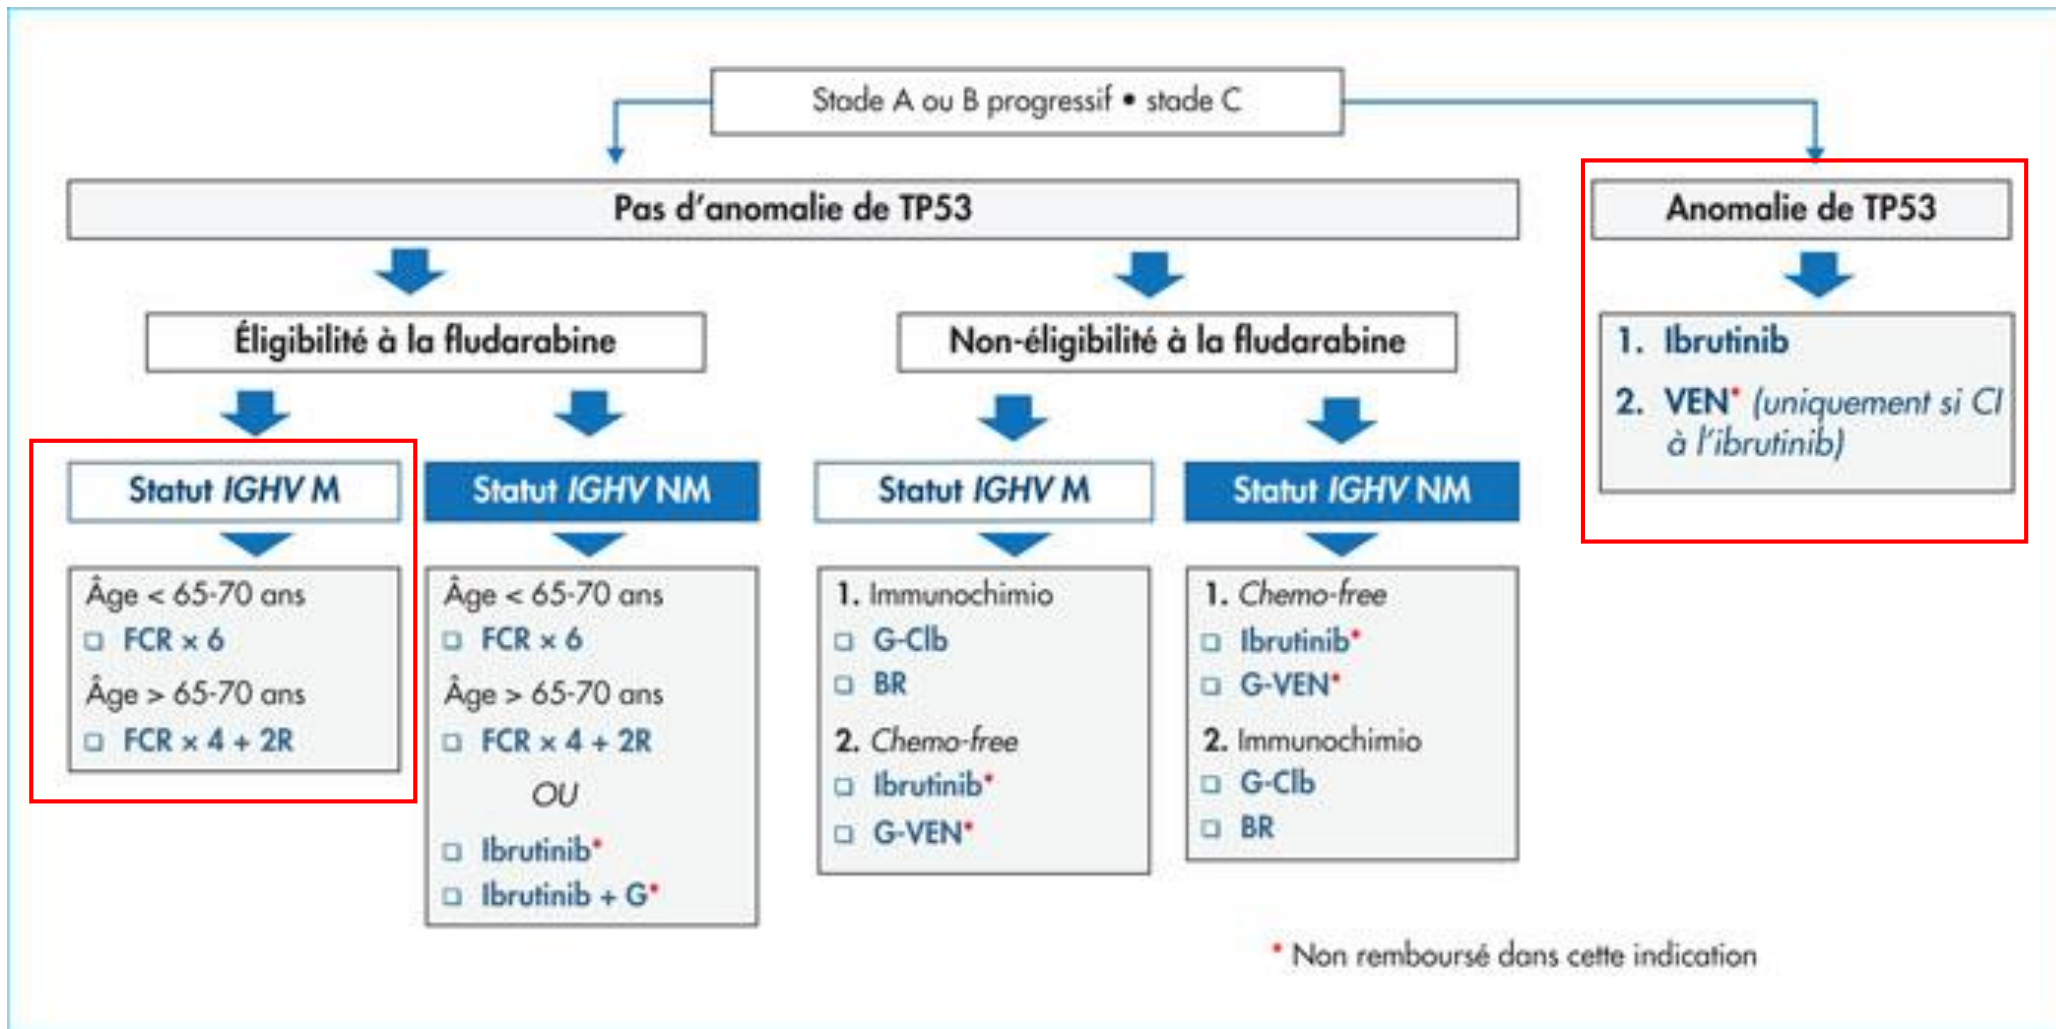 Stade A ou B progressif • stade C
Pas d'anomalie de TP53
Anomalie de TP53
Éligibilité à la fludarabine
Non-éligibilité à la fludarabine
1. Ibrutinib
2. VEN* (uniquement si CI
à l'ibrutinib)
Statut IGHV M
Statut IGHV NM
Statut IGHV M
Statut IGHV NM
Âge < 65-70 ans
FCR × 6
Âge > 65-70 ans
FCR × 4 + 2R
Âge < 65-70 ans
FCR × 6
Âge > 65-70 ans
FCR × 4 + 2R
OU
Ibrutinib*
Ibrutinib + G*
1. Immunochimio
G-Clb
BR
2. Chemo-free
Ibrutinib*
G-VEN*
1. Chemo-free
Ibrutinib*
G-VEN*
2. Immunochimio
G-Clb
BR
* Non remboursé dans cette indication